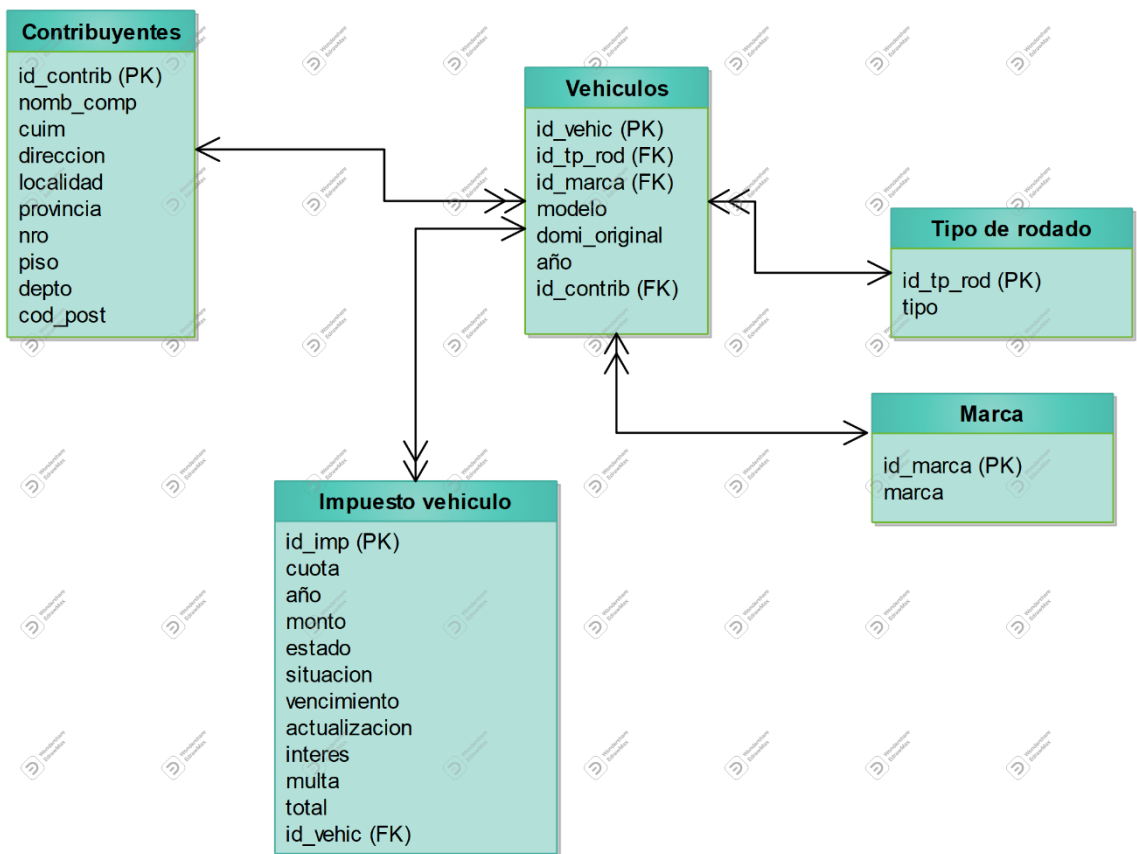 Contribuyentes
id_contrib (PK)
nomb_comp
cuim
direccion
localidad
provincia
nro
piso
depto
cod_post
Vehiculos
id_vehic (PK)
id_tp_rod (FK)
id_marca (FK)
modelo
domi_original
año
id_contrib (FK)
Tipo de rodado
id_tp_rod (PK)
tipo
Marca
id_marca (PK)
marca
Impuesto vehiculo
id_imp (PK)
cuota
año
monto
estado
situacion
vencimiento
actualizacion
interes
multa
total
id_vehic (FK)
Wondershare
EdrawMax